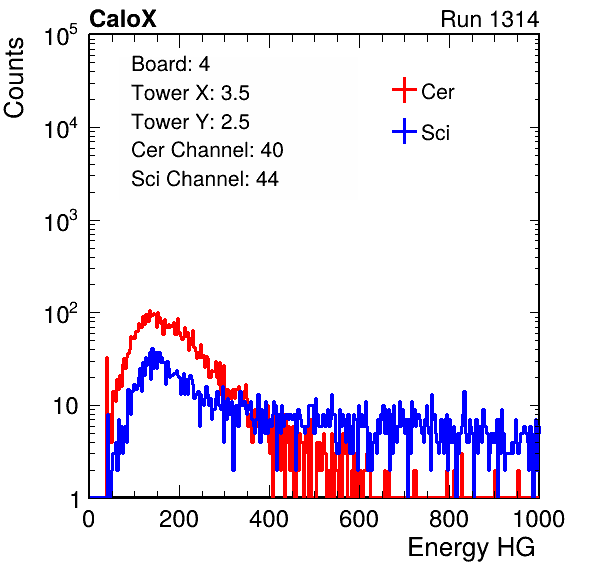 CaloX Run 1314
Counts
10^5
10^4
10^3
10^2
10
1
Board: 4
Tower X: 3.5
Tower Y: 2.5
Cer Channel: 40
Sci Channel: 44
Cer
Sci
0 200 400 600 800 1000
Energy HG